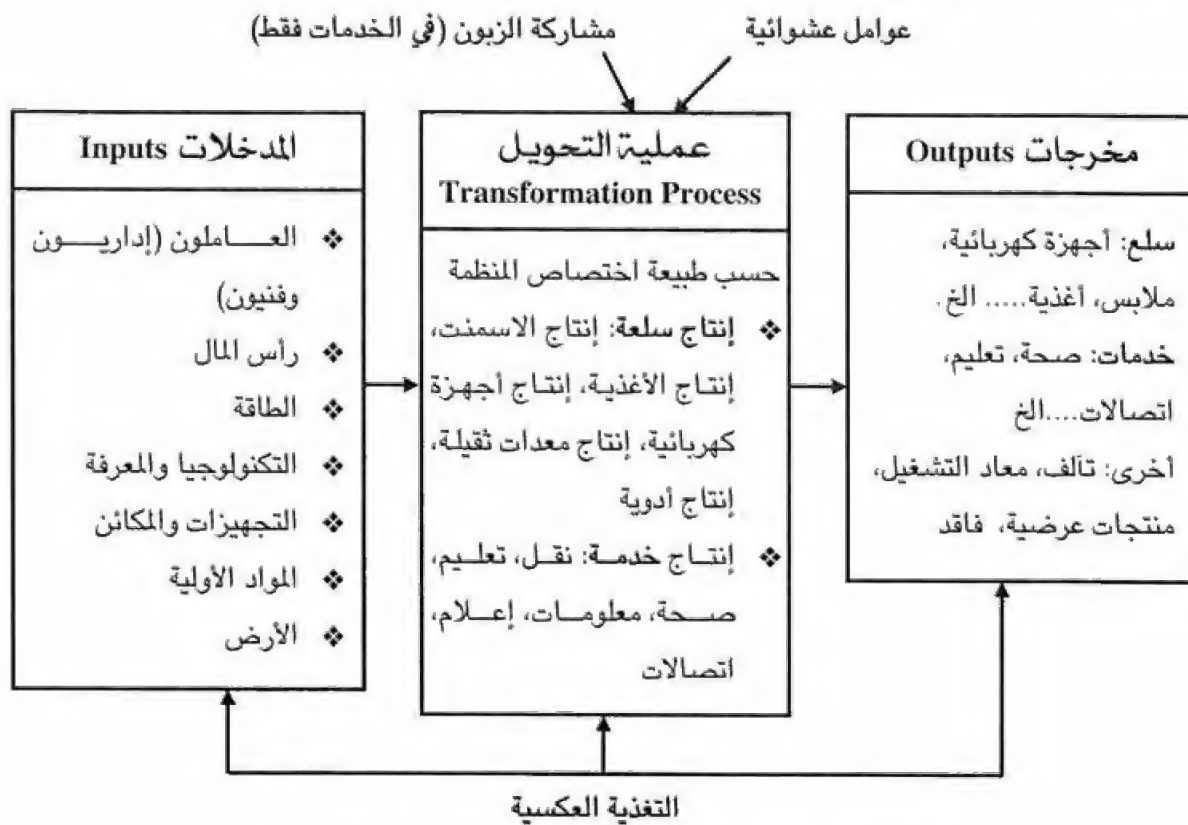 عوامل عشوائية
مشاركة الزبون (في الخدمات فقط)
المدخلات Inputs
❖ العـــاملون (إداريـــون
وفنيون)
❖ رأس المال
❖ الطاقة
❖ التكنولوجيا والمعرفة
❖ التجهيزات والمكائن
❖ المواد الأولية
❖ الأرض
عملية التحويل
Transformation Process
حسب طبيعة اختصاص المنظمة
❖ إنتاج سلعة: إنتاج الاسمنت،
إنتاج الأغذية، إنتاج أجهزة
كهربائية، إنتاج معدات ثقيلة،
إنتاج أدوية
❖ إنتاج خدمة: نقل، تعليم،
صحة، معلومات، إعلام،
اتصالات
مخرجات Outputs
سلع: أجهزة كهربائية،
ملابس، أغذية..... الخ.
خدمات: صحة، تعليم،
اتصالات....الخ
أخرى: تآلف، معاد التشغيل،
منتجات عرضية، فاقد
التغذية العكسية